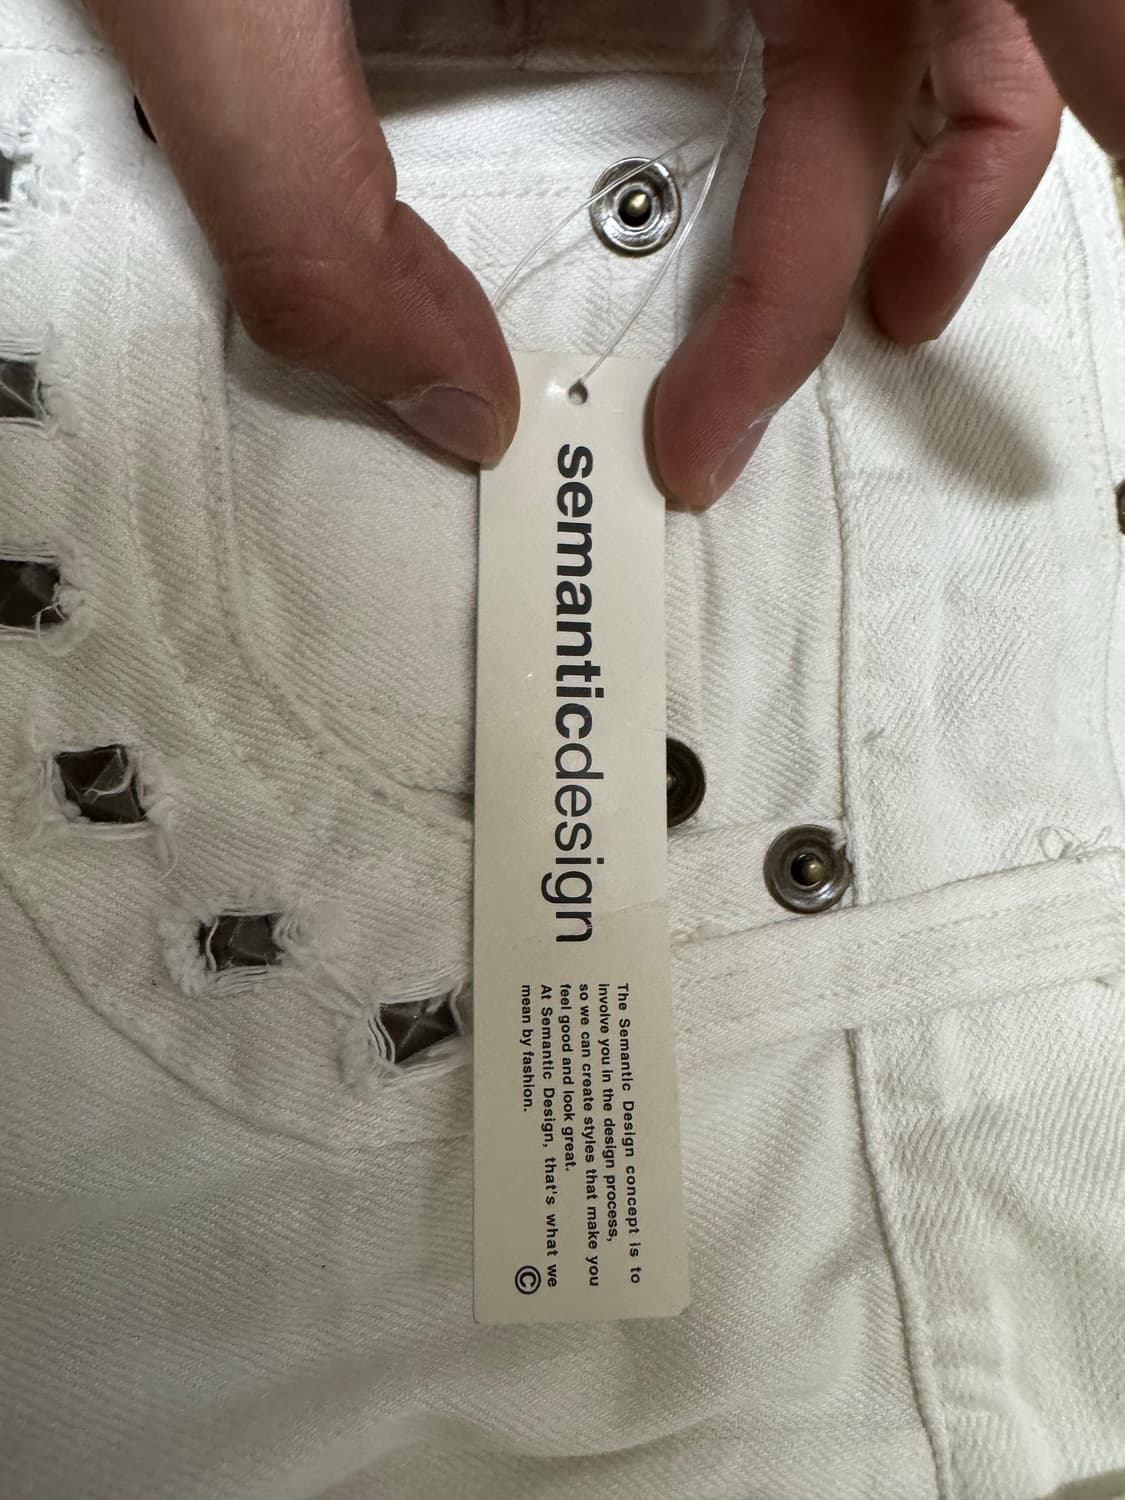 semanticdesign
The Semantic Design concept is to
involve you in the design process,
so we can create styles that make you
feel good and look great.
At Semantic Design, that's what we
mean by fashion.
©